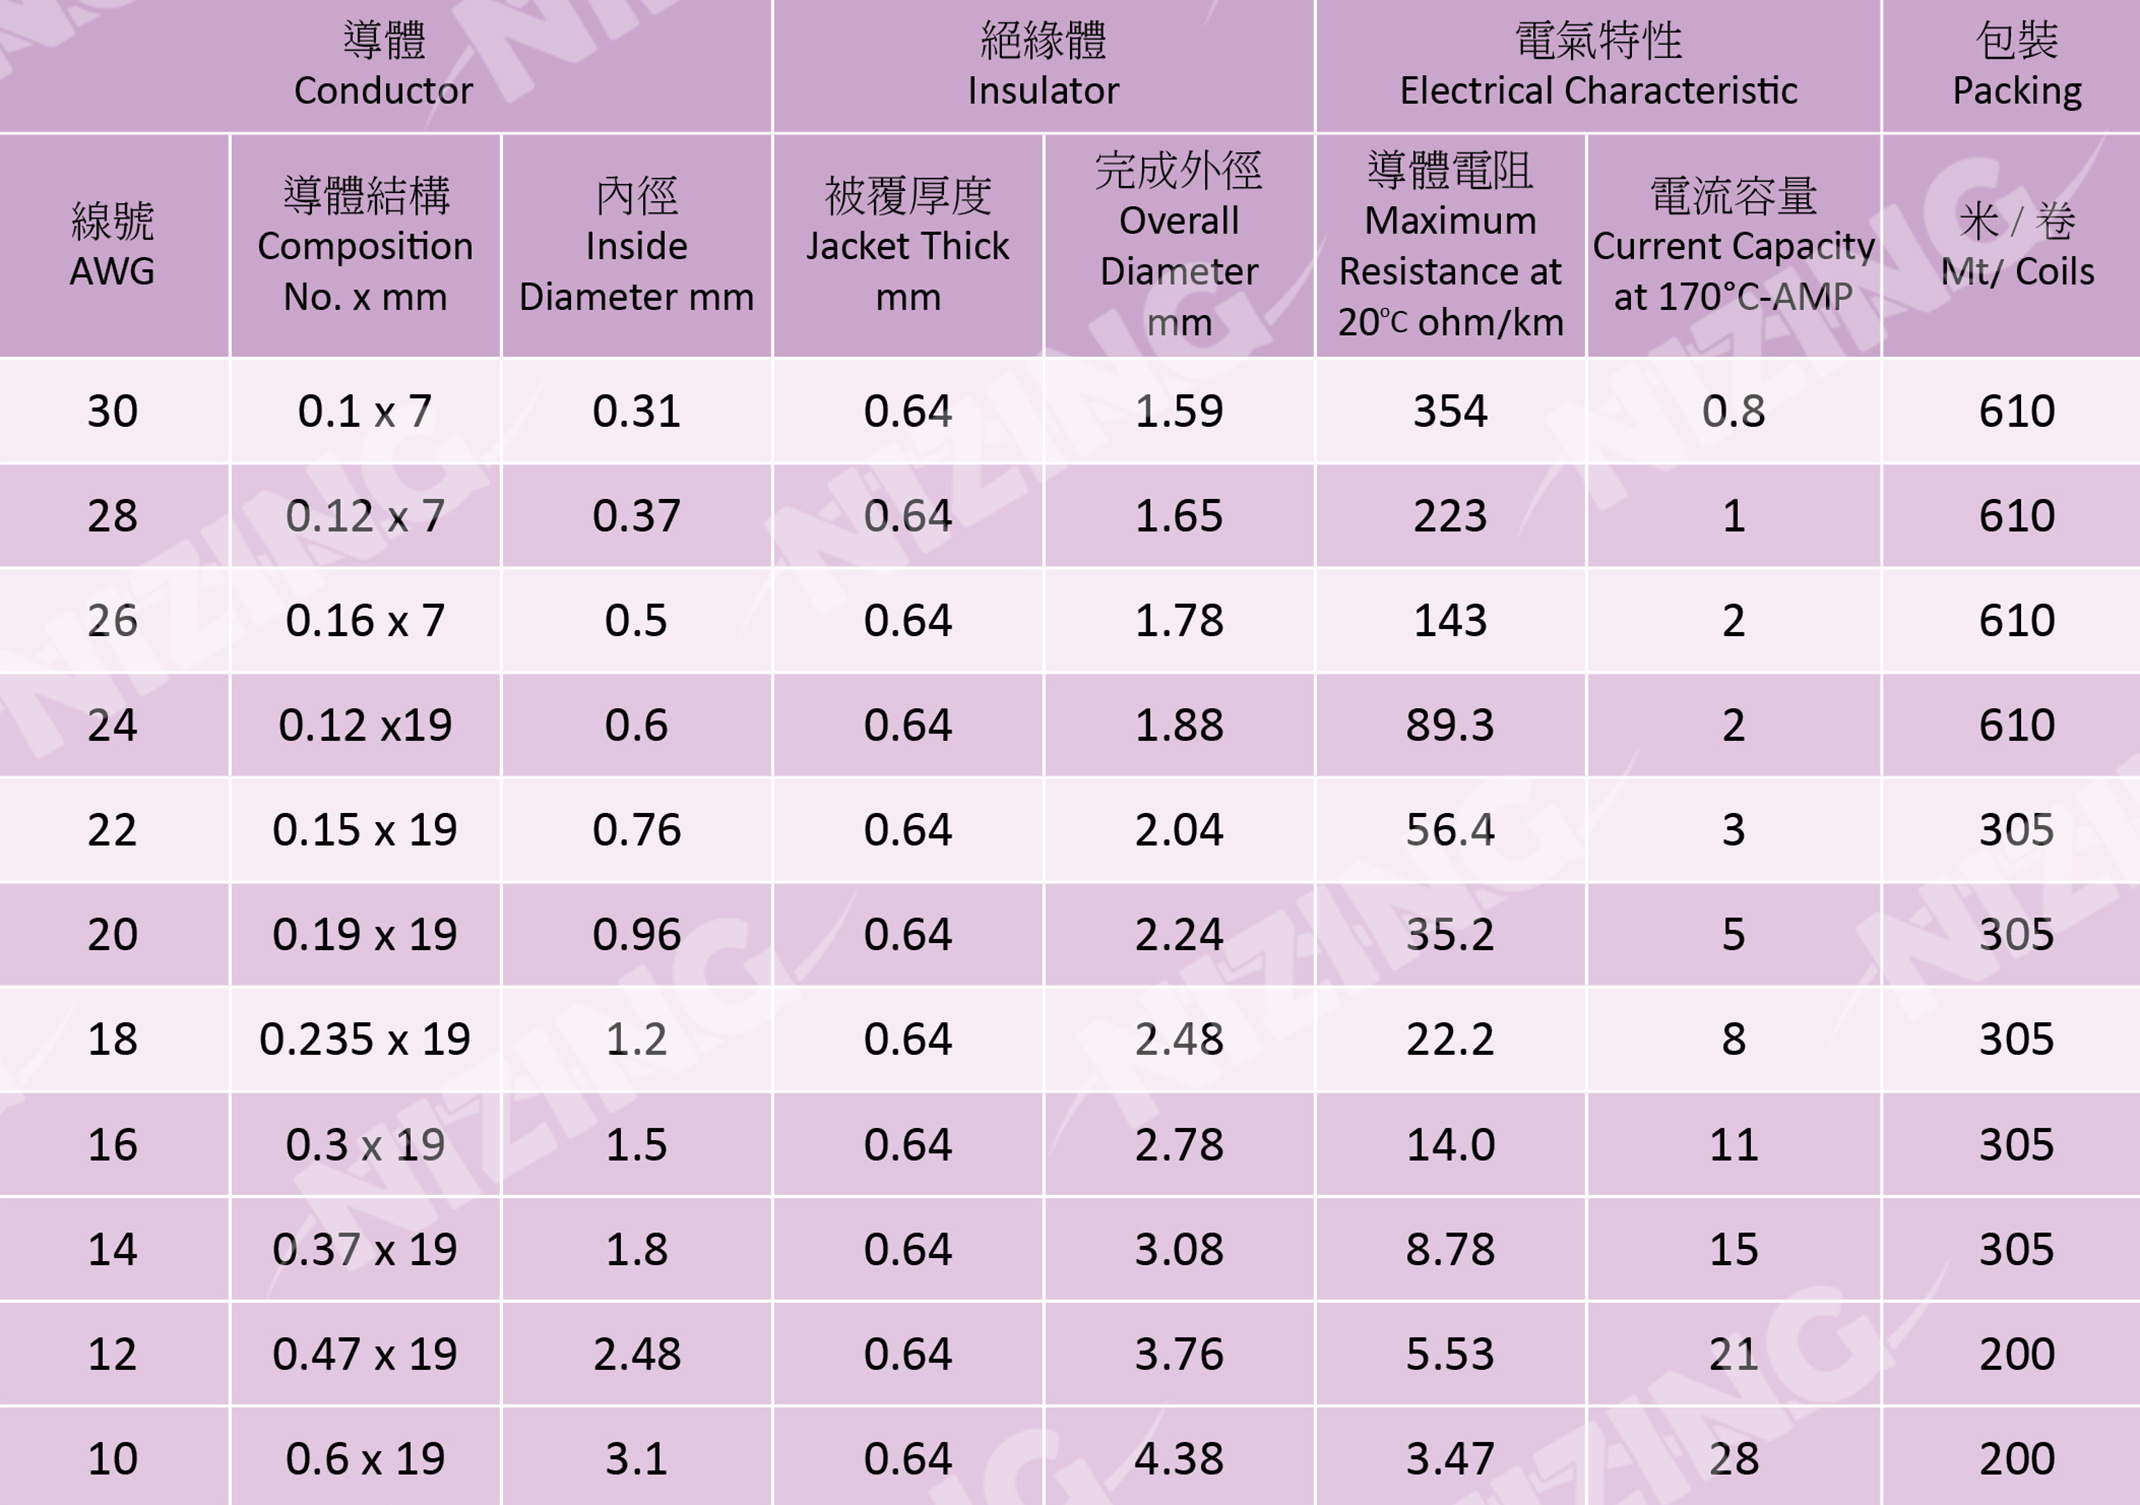 導體
Conductor
絕緣體
Insulator
電氣特性
Electrical Characteristic
包裝
Packing
線號
AWG
導體結構
Composition
No. x mm
內徑
Inside
Diameter mm
被覆厚度
Jacket Thick
mm
完成外徑
Overall
Diameter
mm
導體電阻
Maximum
Resistance at
20°C ohm/km
電流容量
Current Capacity
at 170°C-AMP
米 / 卷
Mt/ Coils
30 0.1 x 7 0.31 0.64 1.59 354 0.8 610
28 0.12 x 7 0.37 0.64 1.65 223 1 610
26 0.16 x 7 0.5 0.64 1.78 143 2 610
24 0.12 x19 0.6 0.64 1.88 89.3 2 610
22 0.15 x 19 0.76 0.64 2.04 56.4 3 305
20 0.19 x 19 0.96 0.64 2.24 35.2 5 305
18 0.235 x 19 1.2 0.64 2.48 22.2 8 305
16 0.3 x 19 1.5 0.64 2.78 14.0 11 305
14 0.37 x 19 1.8 0.64 3.08 8.78 15 305
12 0.47 x 19 2.48 0.64 3.76 5.53 21 200
10 0.6 x 19 3.1 0.64 4.38 3.47 28 200
NIZING
NIZING
NIZING
NIZING
NIZING
NIZING
NIZING